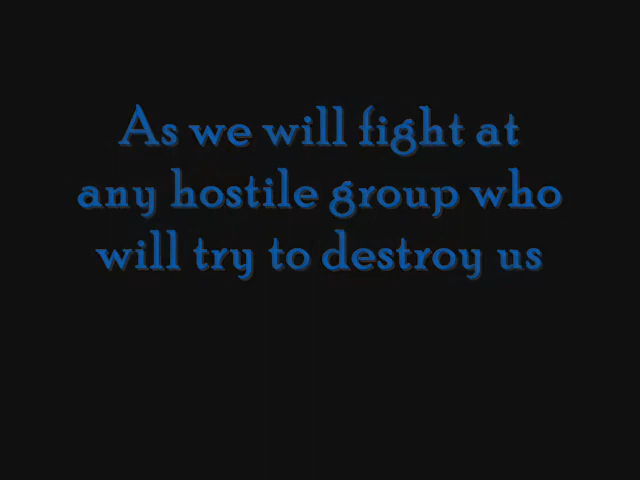 As we will fight at
any hostile group who
will try to destroy us